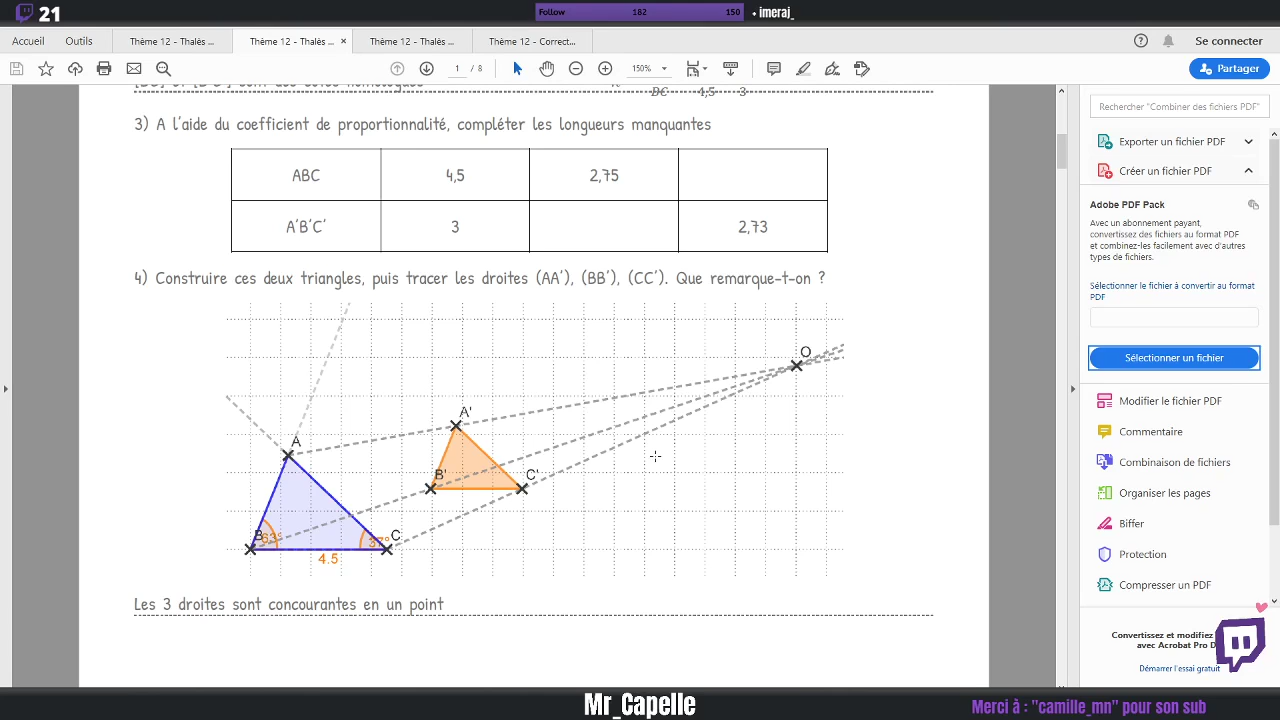 21
Follow 182 150
+ imeraj_
Accueil Outils Thème 12 - Thalès ... Thème 12 - Thalès ... × Thème 12 - Thalès ... Thème 12 - Correct... Se connecter
1 / 8 150% Partager
BC 4,5 3
3) A l'aide du coefficient de proportionnalité, compléter les longueurs manquantes
ABC 4,5 2,75
A'B'C' 3 2,73
4) Construire ces deux triangles, puis tracer les droites (AA'), (BB'), (CC'). Que remarque-t-on ?
O
A'
A
B' C'
B 63° 37° C
4.5
Les 3 droites sont concourantes en un point
Rechercher "Combiner des fichiers PDF"
Exporter un fichier PDF
Créer un fichier PDF
Adobe PDF Pack
Avec un abonnement payant,
convertissez des fichiers au format PDF
et combinez-les facilement avec d'autres
types de fichiers.
Sélectionner le fichier à convertir au format
PDF
Sélectionner un fichier
Modifier le fichier PDF
Commentaire
Combinaison de fichiers
Organiser les pages
Biffer
Protection
Compresser un PDF
Convertissez et modifiez
avec Acrobat Pro D
Démarrer l'essai gratuit
Mr_Capelle
Merci à : "camille_mn" pour son sub